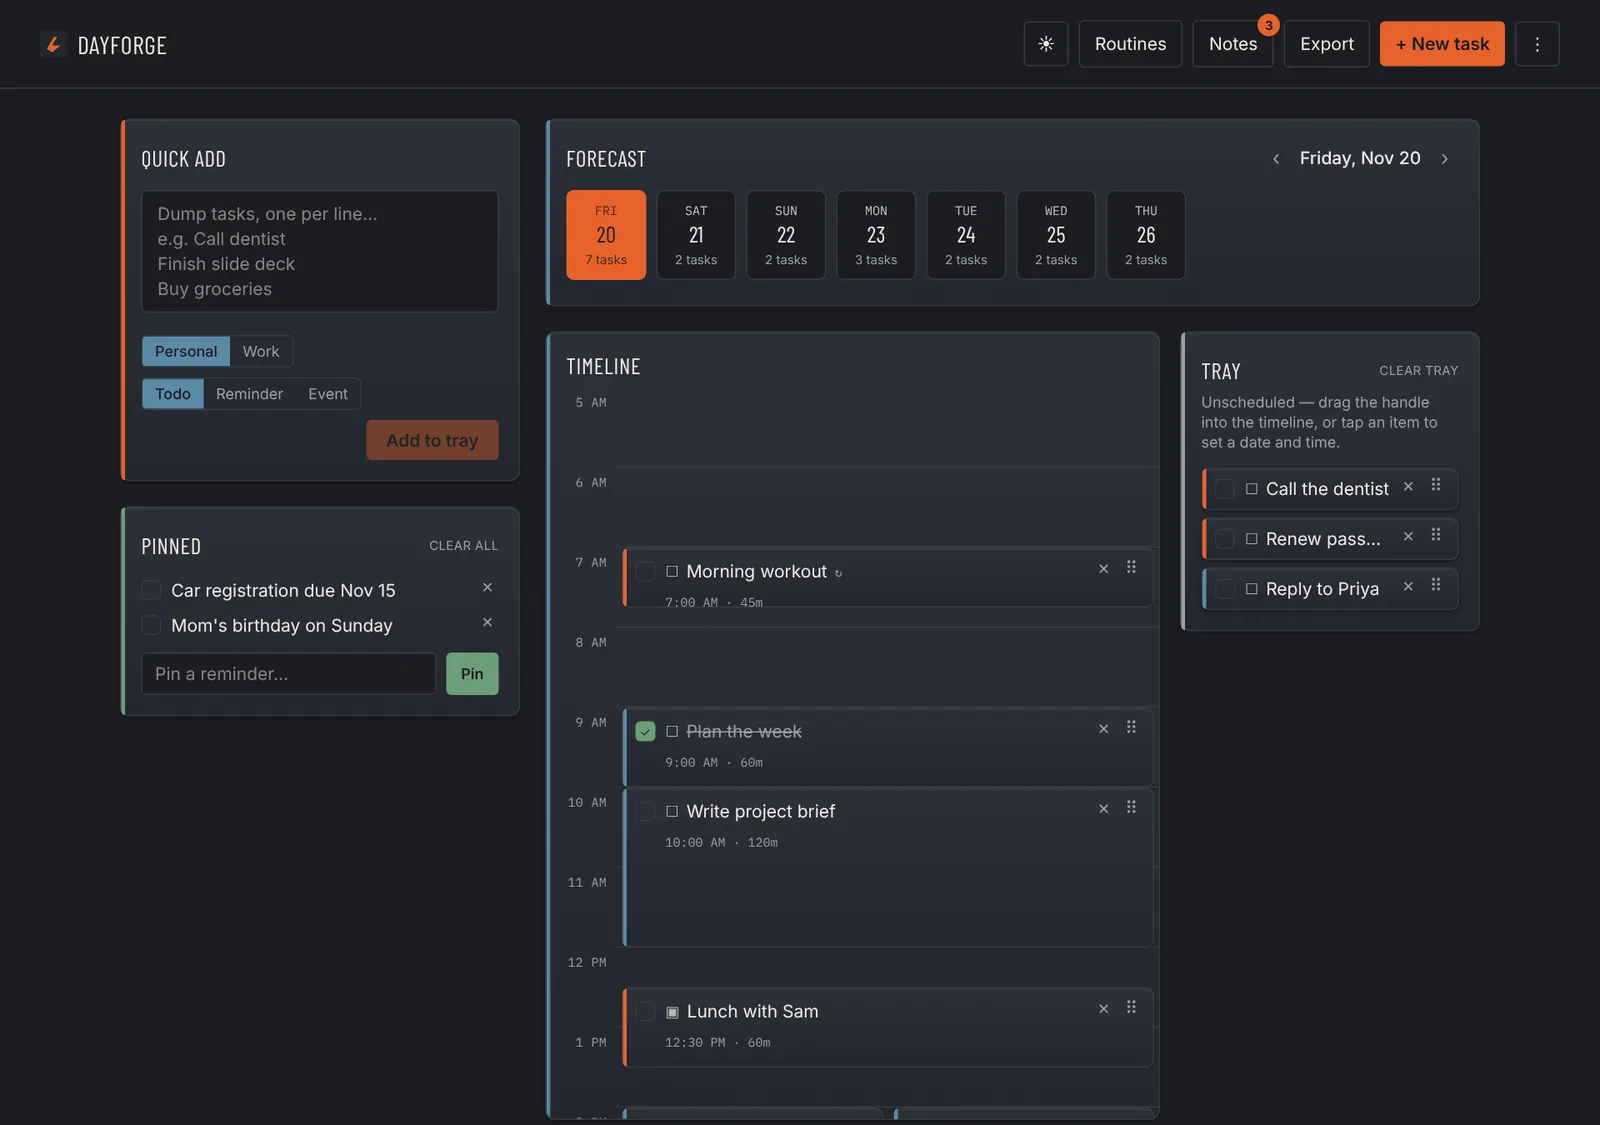 DAYFORGE
Routines
Notes
3
Export
+ New task
QUICK ADD
Dump tasks, one per line...
e.g. Call dentist
Finish slide deck
Buy groceries
Personal
Work
Todo
Reminder
Event
Add to tray
PINNED
CLEAR ALL
Car registration due Nov 15
Mom's birthday on Sunday
Pin a reminder...
Pin
FORECAST
Friday, Nov 20
FRI
20
7 tasks
SAT
21
2 tasks
SUN
22
2 tasks
MON
23
3 tasks
TUE
24
2 tasks
WED
25
2 tasks
THU
26
2 tasks
TIMELINE
5 AM
6 AM
7 AM
Morning workout
7:00 AM · 45m
8 AM
9 AM
Plan the week
9:00 AM · 60m
10 AM
Write project brief
10:00 AM · 120m
11 AM
12 PM
Lunch with Sam
12:30 PM · 60m
1 PM
TRAY
CLEAR TRAY
Unscheduled — drag the handle
into the timeline, or tap an item to
set a date and time.
Call the dentist
Renew pass...
Reply to Priya